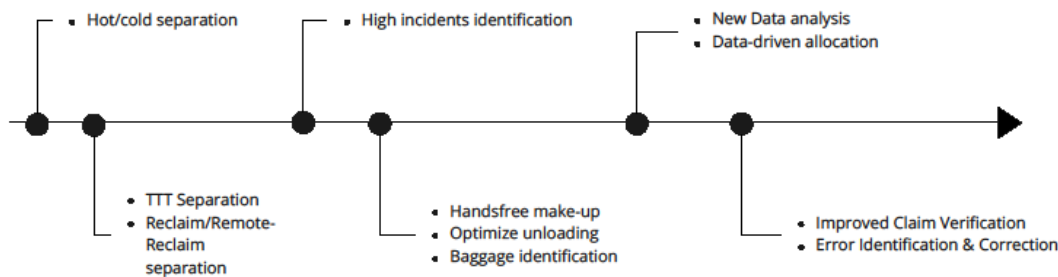 Hot/cold separation
High incidents identification
New Data analysis
Data-driven allocation
TTT Separation
Reclaim/Remote-
Reclaim
separation
Handsfree make-up
Optimize unloading
Baggage identification
Improved Claim Verification
Error Identification & Correction